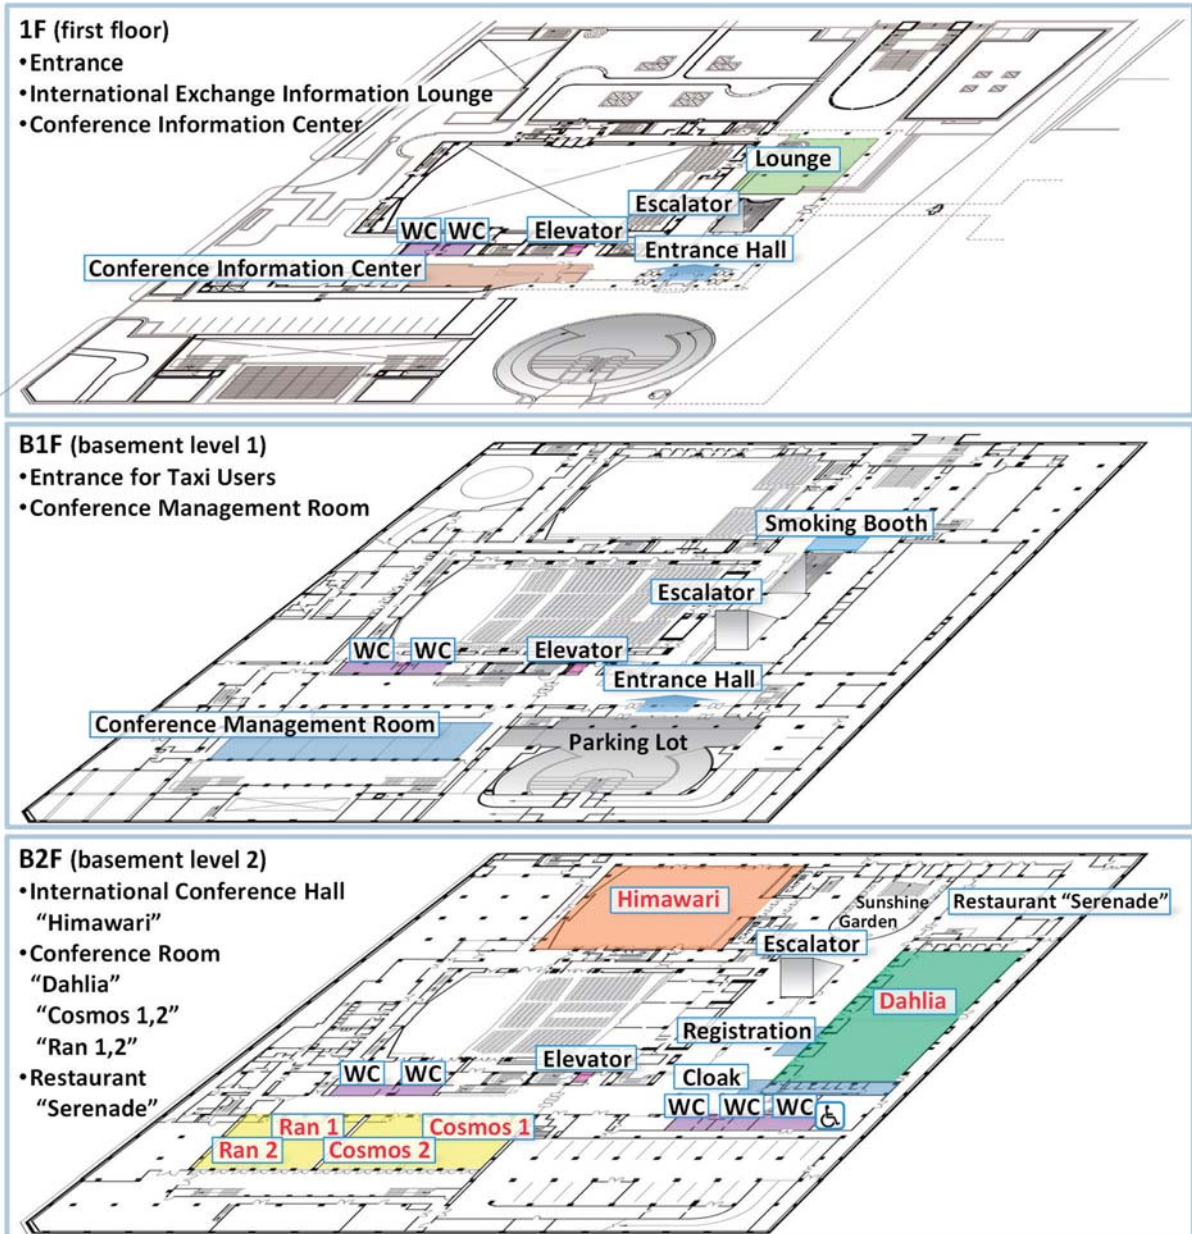 1F (first floor)
•Entrance
•International Exchange Information Lounge
•Conference Information Center
Lounge
Escalator
WC WC Elevator
Entrance Hall
Conference Information Center
B1F (basement level 1)
•Entrance for Taxi Users
•Conference Management Room
Smoking Booth
Escalator
WC WC Elevator
Entrance Hall
Conference Management Room
Parking Lot
B2F (basement level 2)
•International Conference Hall
“Himawari”
•Conference Room
“Dahlia”
“Cosmos 1,2”
“Ran 1,2”
•Restaurant
“Serenade”
Himawari
Sunshine
Garden
Restaurant “Serenade”
Escalator
Dahlia
Registration
Elevator
WC WC
Cloak
WC WC WC
Ran 1 Cosmos 1
Ran 2 Cosmos 2